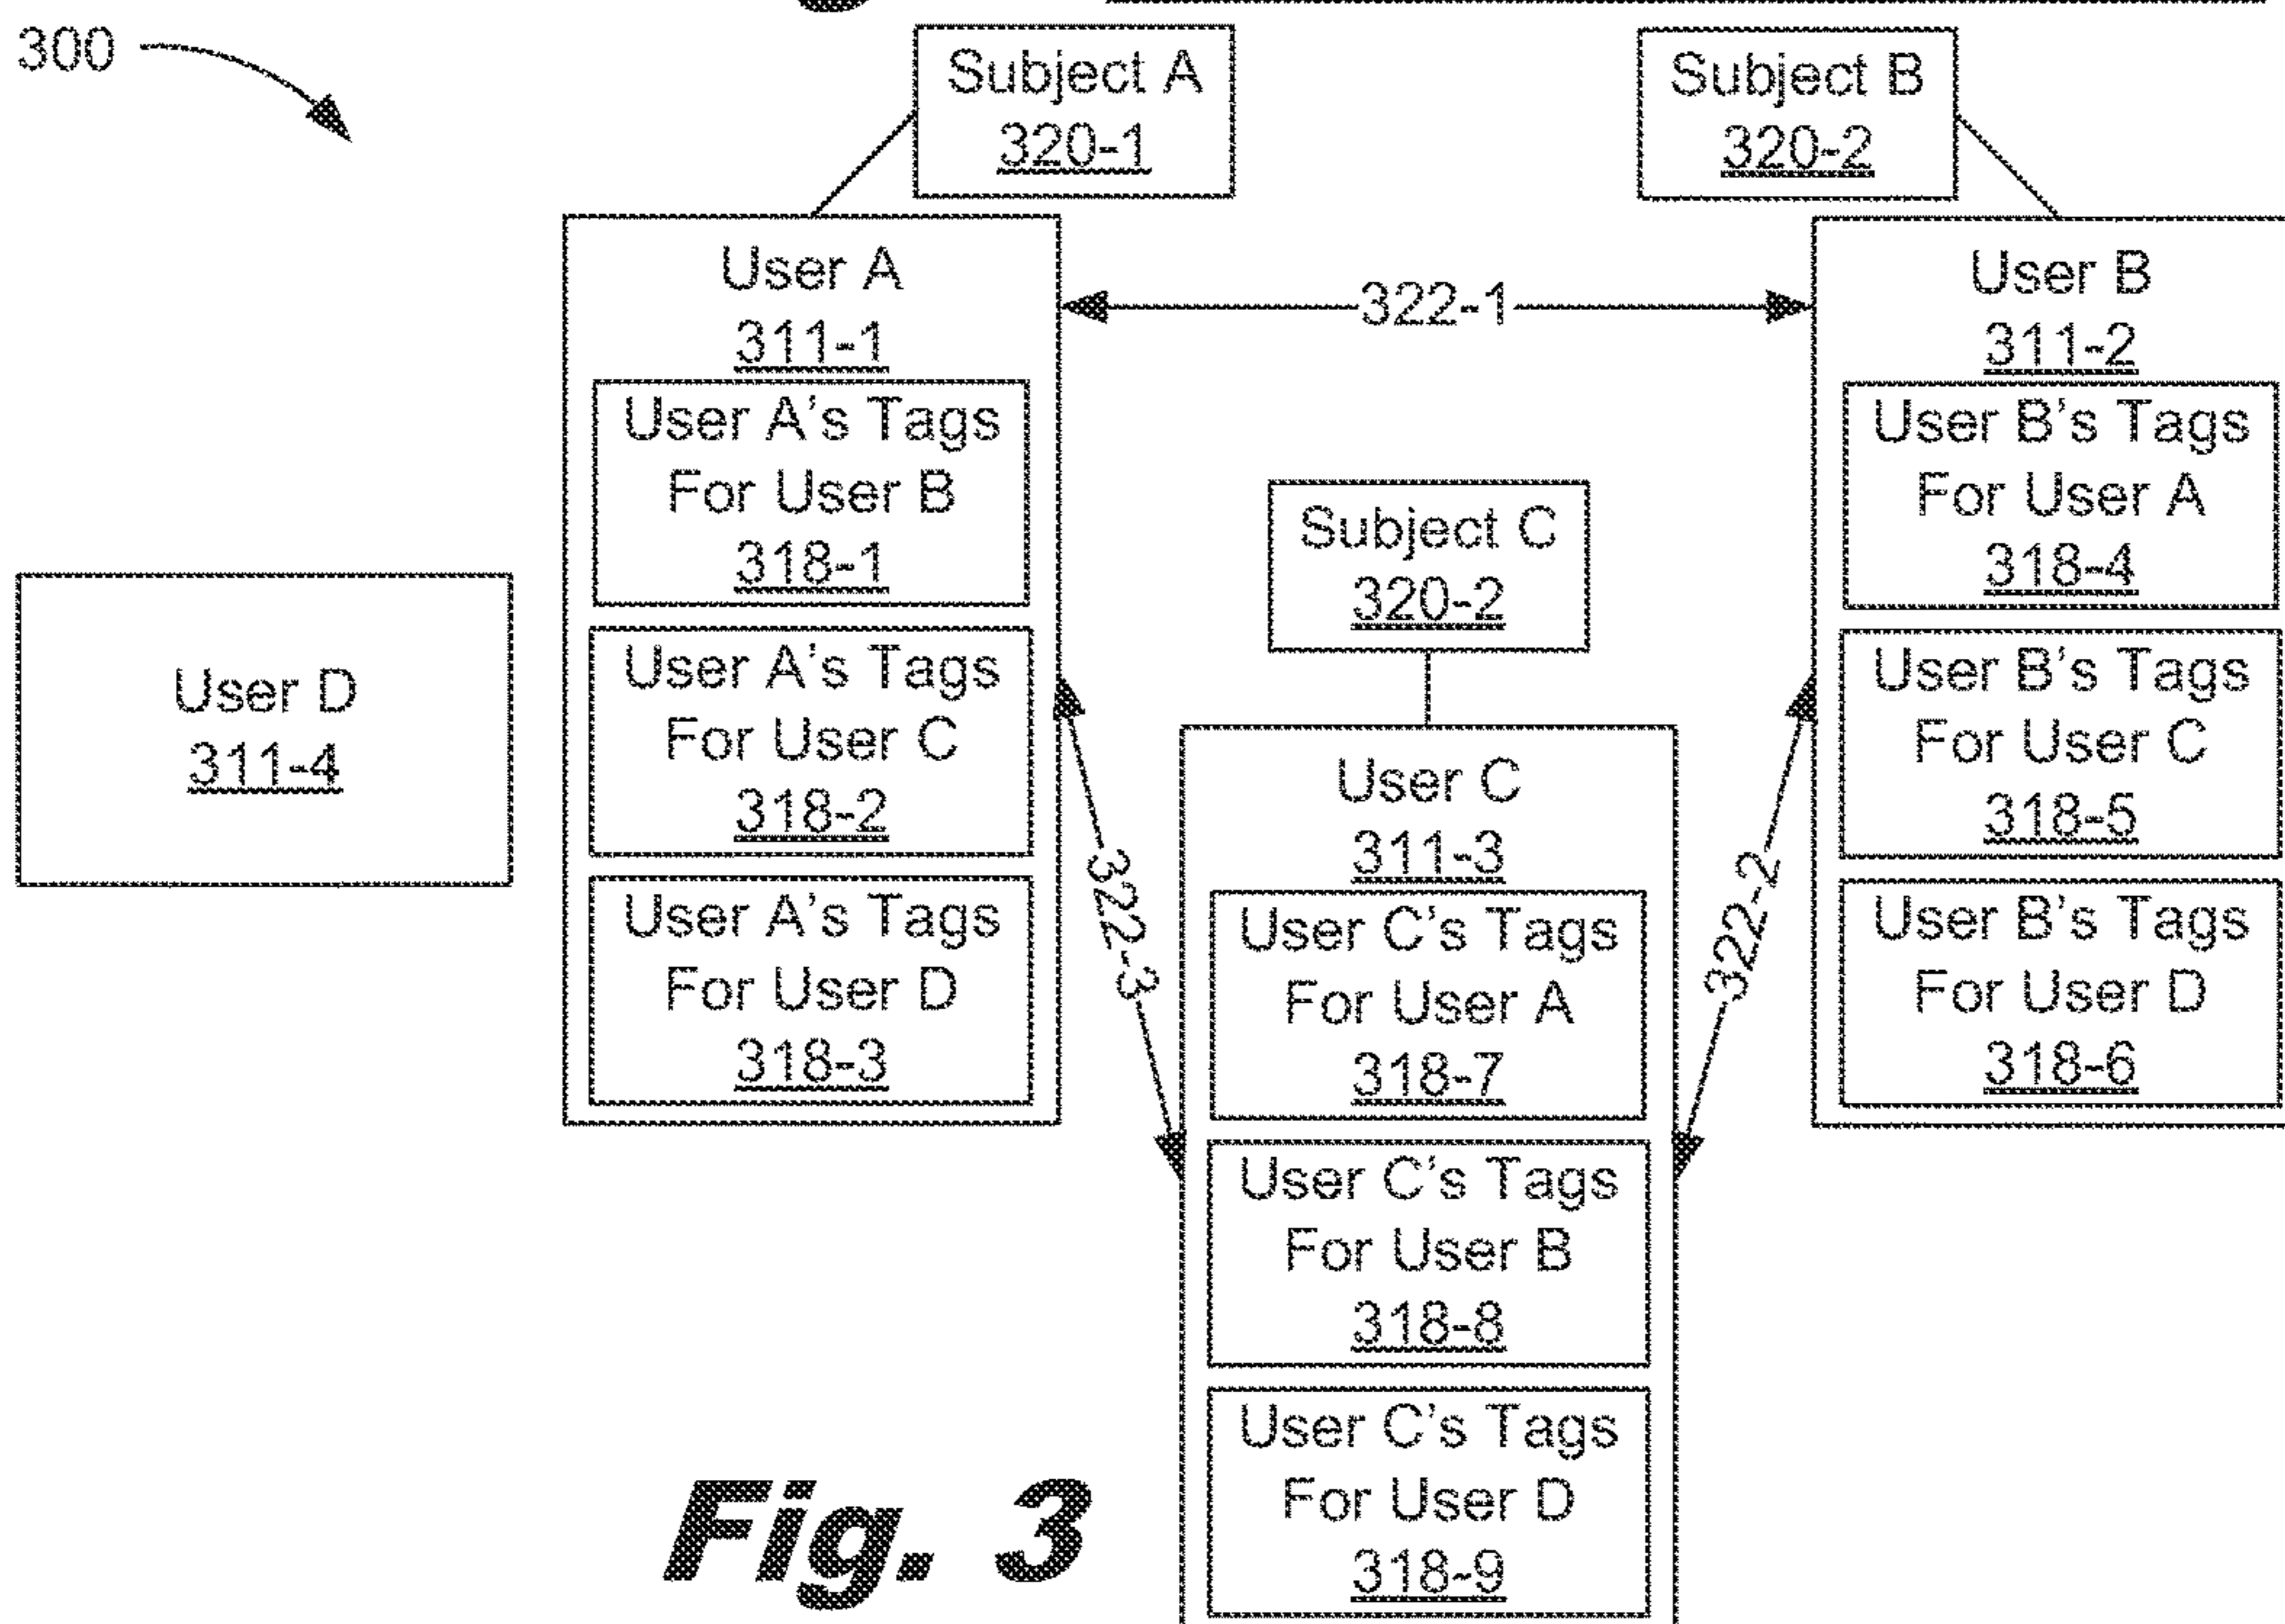 300
Subject A
320-1
Subject B
320-2
User A
311-1
User A's Tags
For User B
318-1
User A's Tags
For User C
318-2
User A's Tags
For User D
318-3
322-1
User B
311-2
User B's Tags
For User A
318-4
User B's Tags
For User C
318-5
User B's Tags
For User D
318-6
Subject C
320-2
User D
311-4
322-3
322-2
User C
311-3
User C's Tags
For User A
318-7
User C's Tags
For User B
318-8
User C's Tags
For User D
318-9
Fig. 3